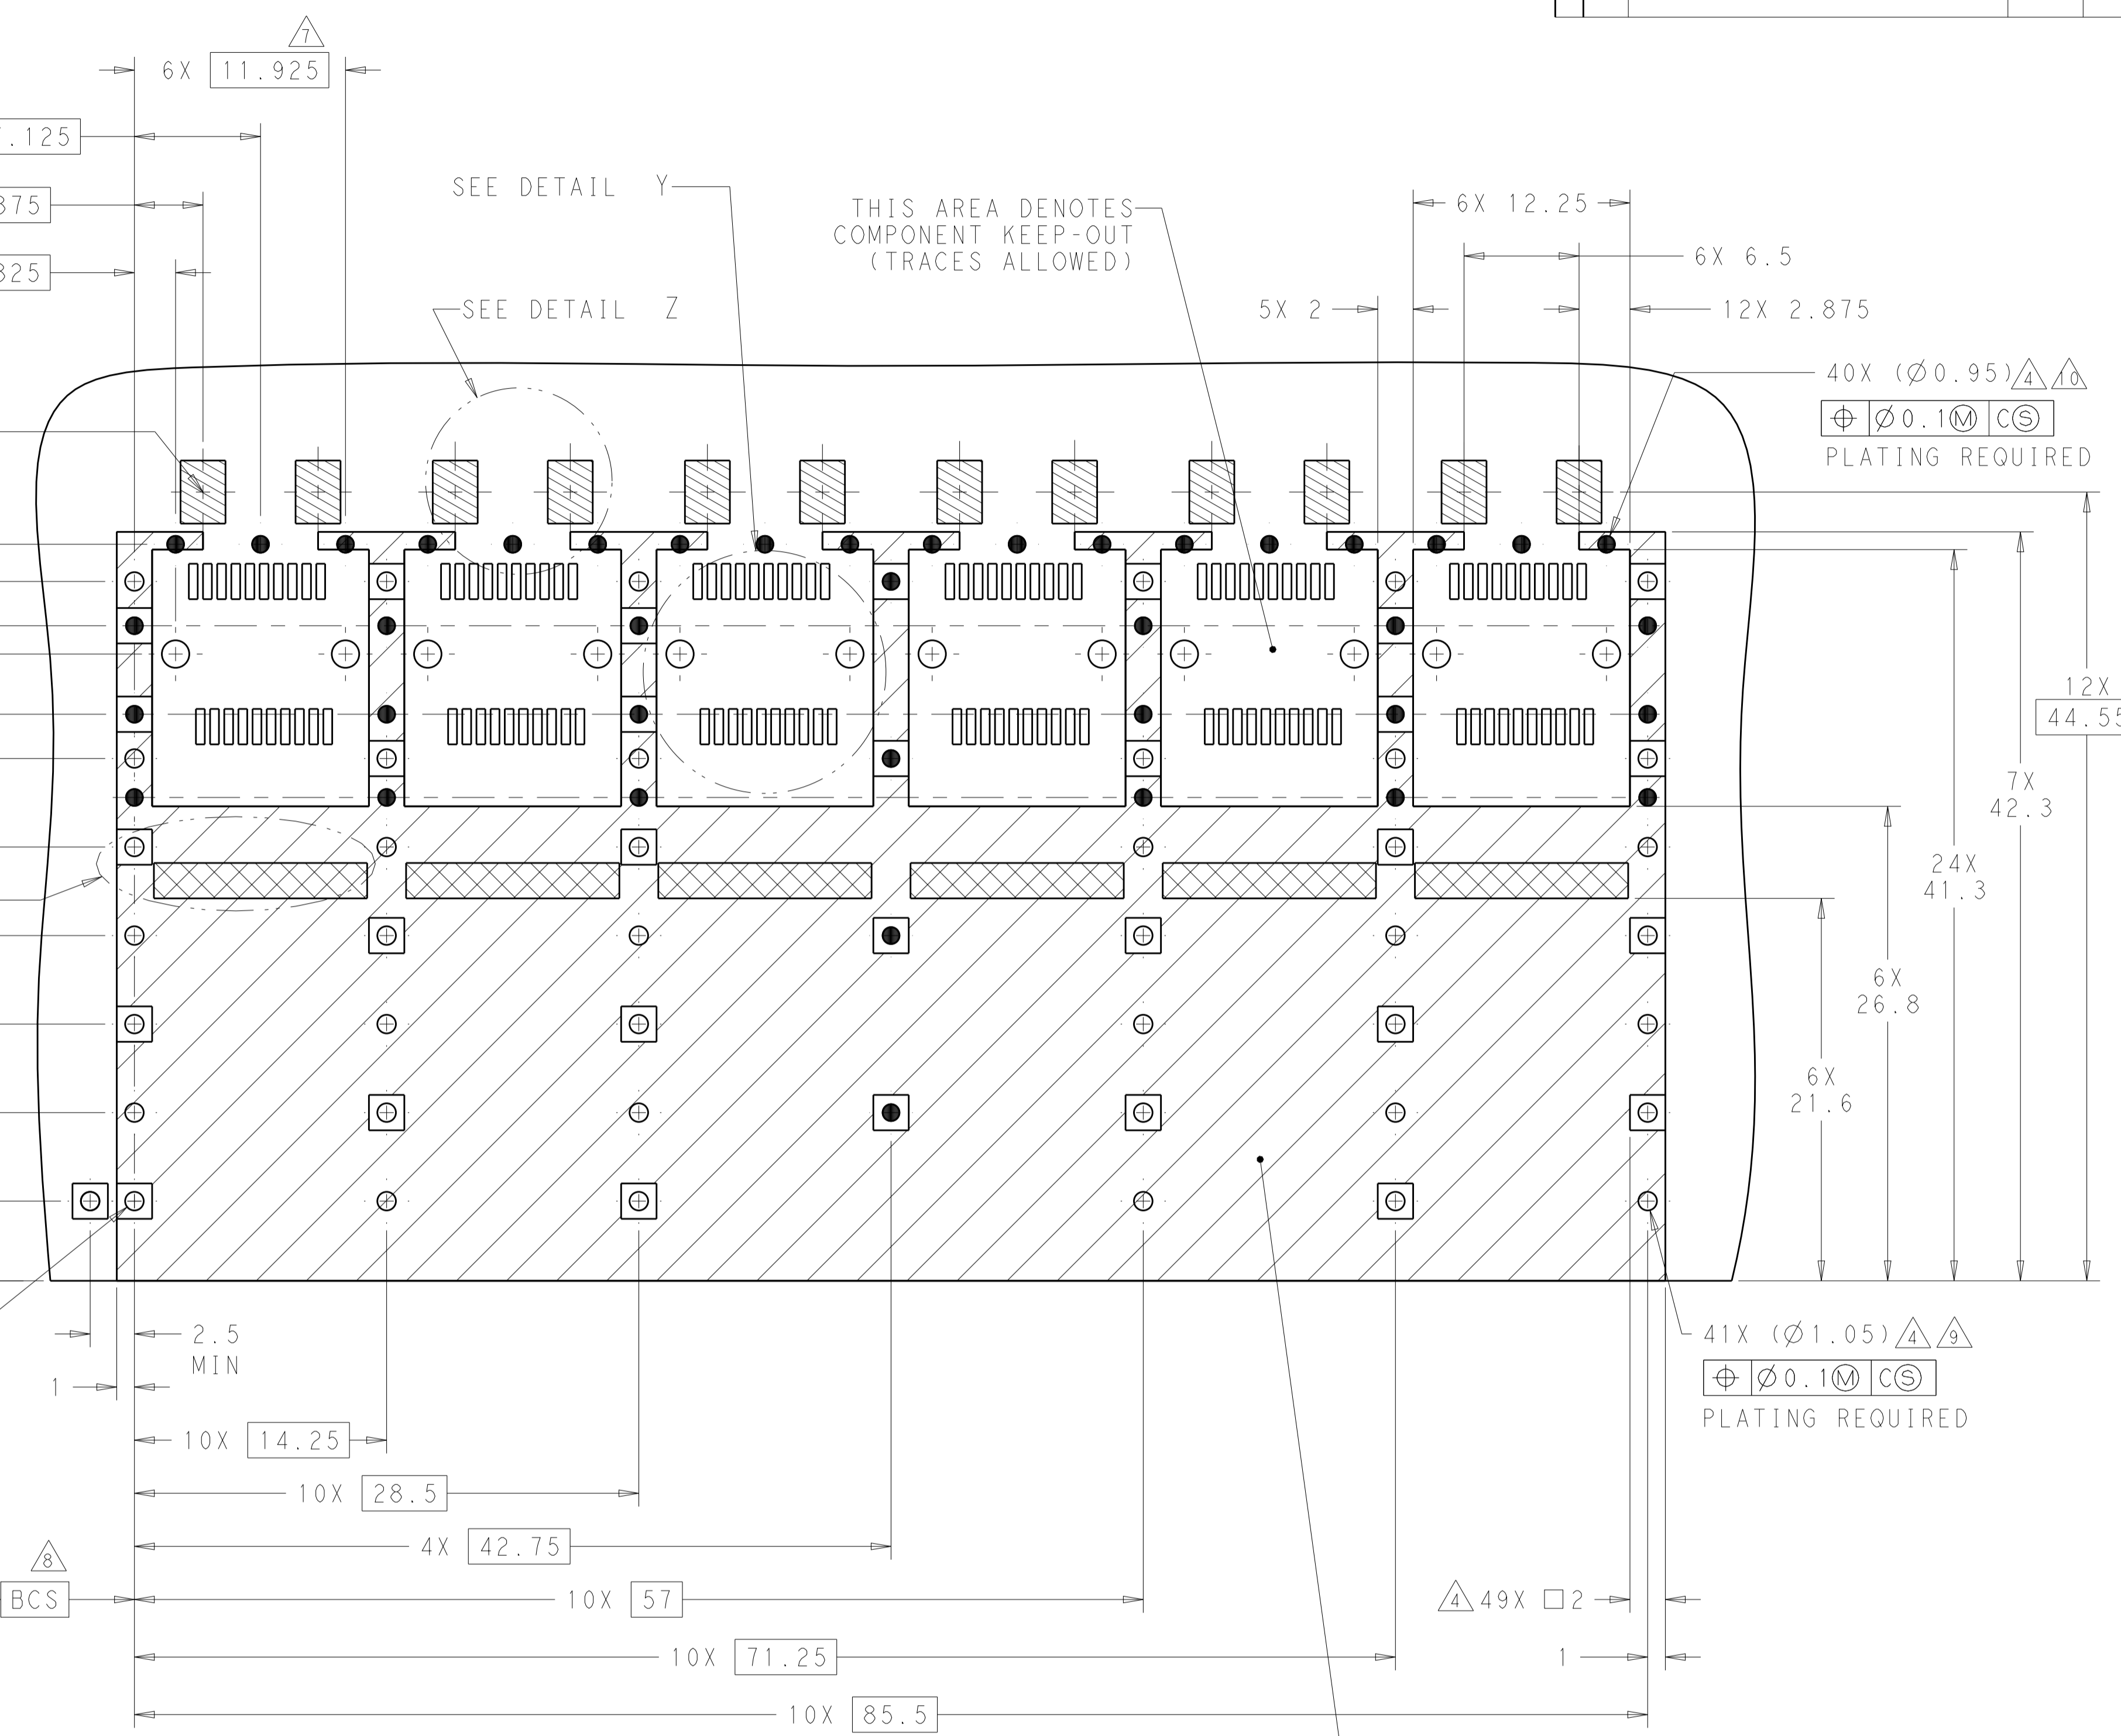 7
6X 11.925
.125
875
825
SEE DETAIL Y
THIS AREA DENOTES
COMPONENT KEEP-OUT
(TRACES ALLOWED)
SEE DETAIL Z
6X 12.25
6X 6.5
5X 2
12X 2.875
40X (Ø0.95) 4 10
⌖ Ø0.1Ⓜ CⓈ
PLATING REQUIRED
12X
44.55
7X
42.3
24X
41.3
6X
26.8
6X
21.6
2.5
MIN
1
41X (Ø1.05) 4 9
⌖ Ø0.1Ⓜ CⓈ
PLATING REQUIRED
10X 14.25
10X 28.5
4X 42.75
8
BCS
10X 57
4 49X □2
10X 71.25
1
10X 85.5